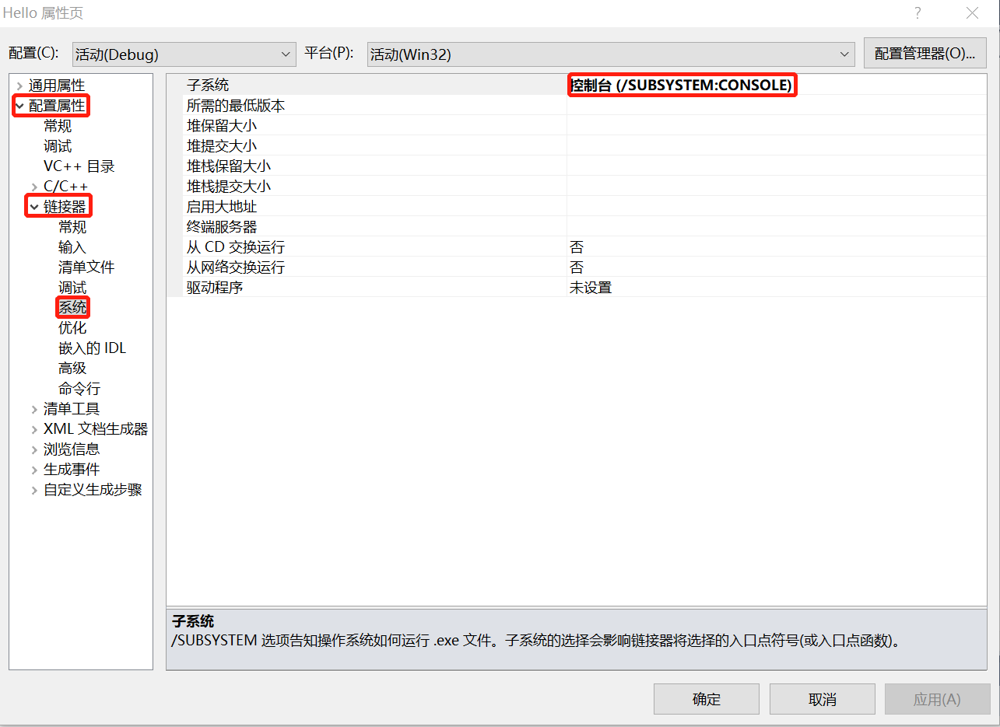 Hello 属性页
配置(C): 活动(Debug) 平台(P): 活动(Win32) 配置管理器(O)...
通用属性
配置属性
常规
调试
VC++ 目录
C/C++
链接器
常规
输入
清单文件
调试
系统
优化
嵌入的 IDL
高级
命令行
清单工具
XML 文档生成器
浏览信息
生成事件
自定义生成步骤
子系统 控制台 (/SUBSYSTEM:CONSOLE)
所需的最低版本
堆保留大小
堆提交大小
堆栈保留大小
堆栈提交大小
启用大地址
终端服务器
从 CD 交换运行 否
从网络交换运行 否
驱动程序 未设置
子系统
/SUBSYSTEM 选项告知操作系统如何运行 .exe 文件。子系统的选择会影响链接器将选择的入口点符号(或入口点函数)。
确定 取消 应用(A)